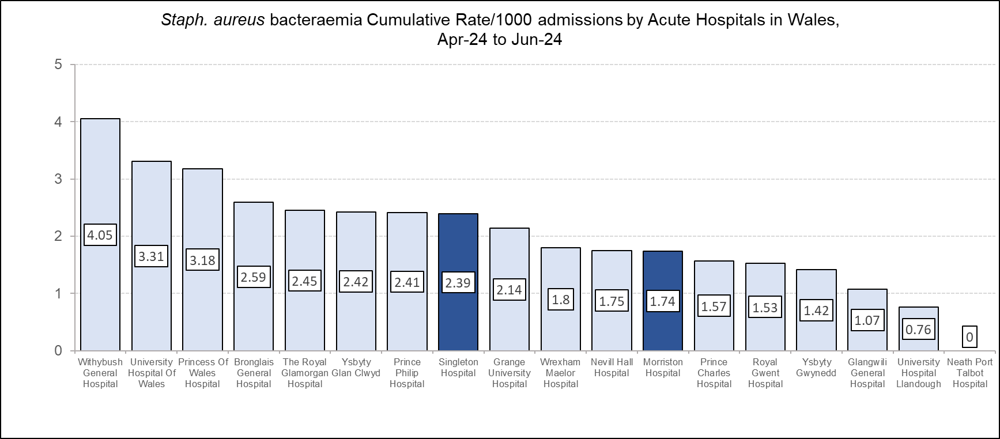 Staph. aureus bacteraemia Cumulative Rate/1000 admissions by Acute Hospitals in Wales,
Apr-24 to Jun-24
5
4
3
2
1
0
4.05
3.31
3.18
2.59
2.45
2.42
2.41
2.39
2.14
1.8
1.75
1.74
1.57
1.53
1.42
1.07
0.76
0
Withybush
General
Hospital
University
Hospital Of
Wales
Princess Of
Wales
Hospital
Bronglais
General
Hospital
The Royal
Glamorgan
Hospital
Ysbyty
Glan Clwyd
Prince
Philip
Hospital
Singleton
Hospital
Grange
University
Hospital
Wrexham
Maelor
Hospital
Nevill Hall
Hospital
Morriston
Hospital
Prince
Charles
Hospital
Royal
Gwent
Hospital
Ysbyty
Gwynedd
Glangwili
General
Hospital
University
Hospital
Llandough
Neath Port
Talbot
Hospital